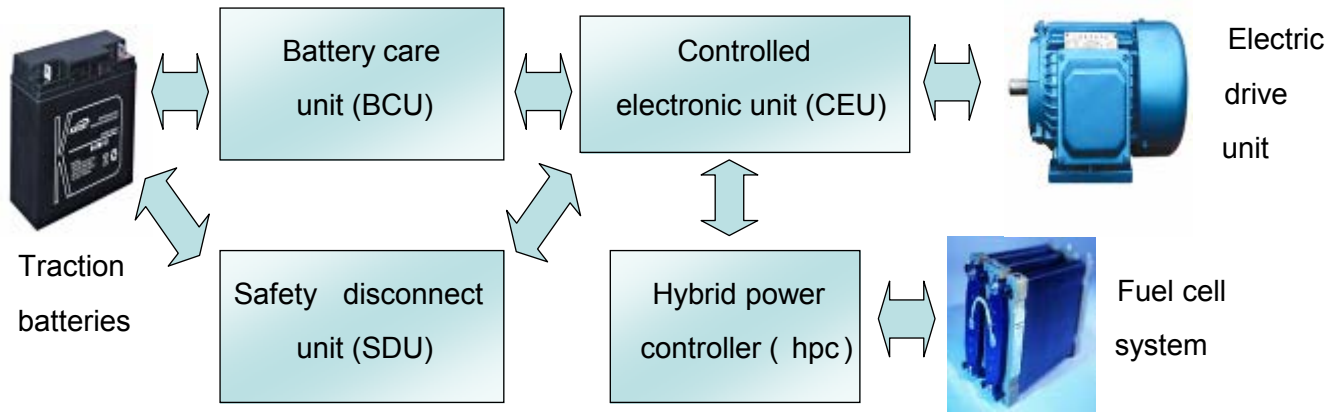 Battery care
unit (BCU)
Controlled
electronic unit (CEU)
Electric
drive
unit
Traction
batteries
Safety disconnect
unit (SDU)
Hybrid power
controller ( hpc)
Fuel cell
system